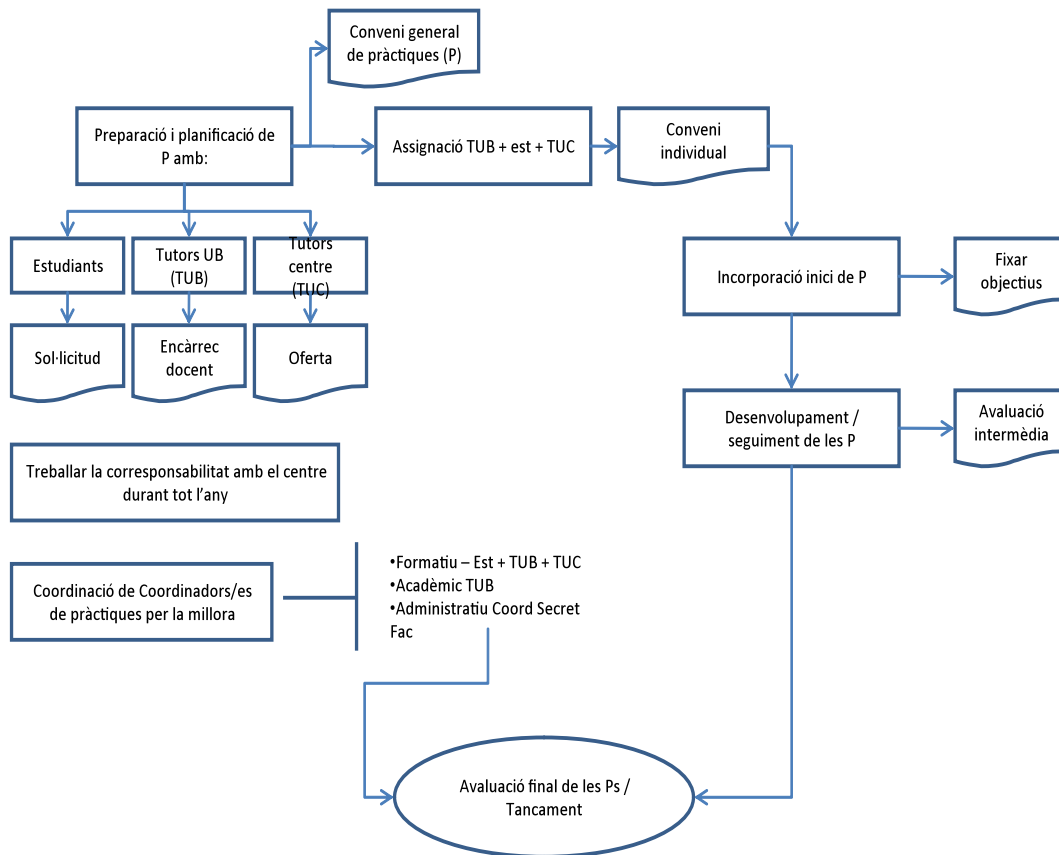 Conveni general
de pràctiques (P)
Preparació i planificació de
P amb:
Assignació TUB + est + TUC
Conveni
individual
Estudiants
Tutors UB
(TUB)
Tutors
centre
(TUC)
Incorporació inici de P
Fixar
objectius
Sol·licitud
Encàrrec
docent
Oferta
Desenvolupament /
seguiment de les P
Avaluació
intermèdia
Treballar la corresponsabilitat amb el centre
durant tot l’any
Coordinació de Coordinadors/es
de pràctiques per la millora
•Formatiu – Est + TUB + TUC
•Acadèmic TUB
•Administratiu Coord Secret
Fac
Avaluació final de les Ps /
Tancament